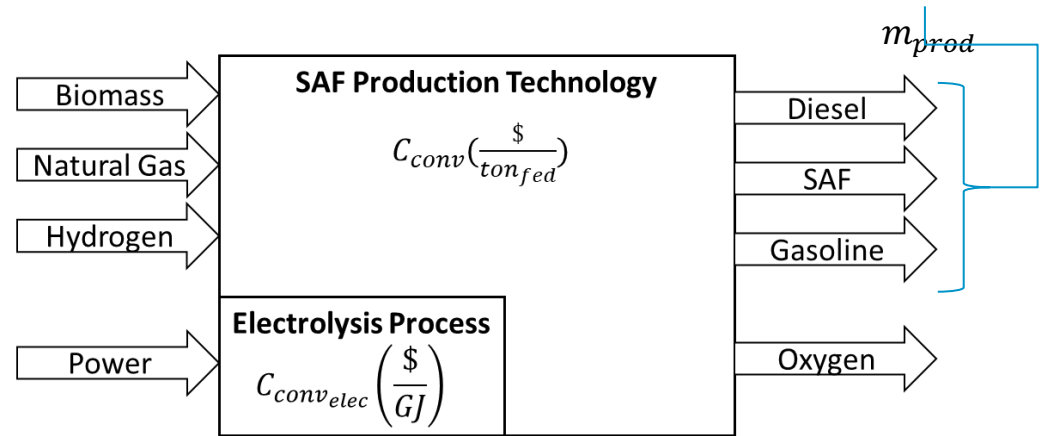 m_prod
Biomass
Natural Gas
Hydrogen
Power
SAF Production Technology
C_conv($/ton_fed)
Electrolysis Process
C_conv_elec($/GJ)
Diesel
SAF
Gasoline
Oxygen